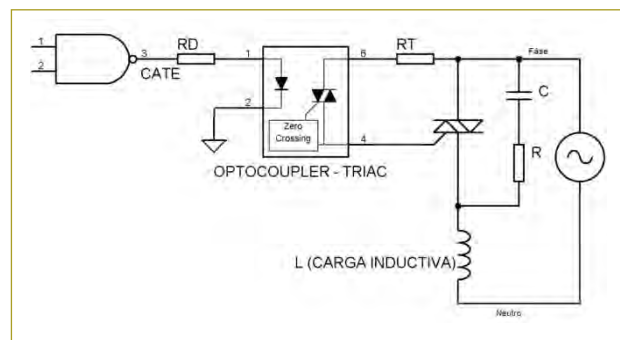 1
2
3
CATE
RD
1
2
Zero
Crossing
6
4
OPTOCOUPLER - TRIAC
RT
Fase
C
R
L (CARGA INDUCTIVA)
Neutro